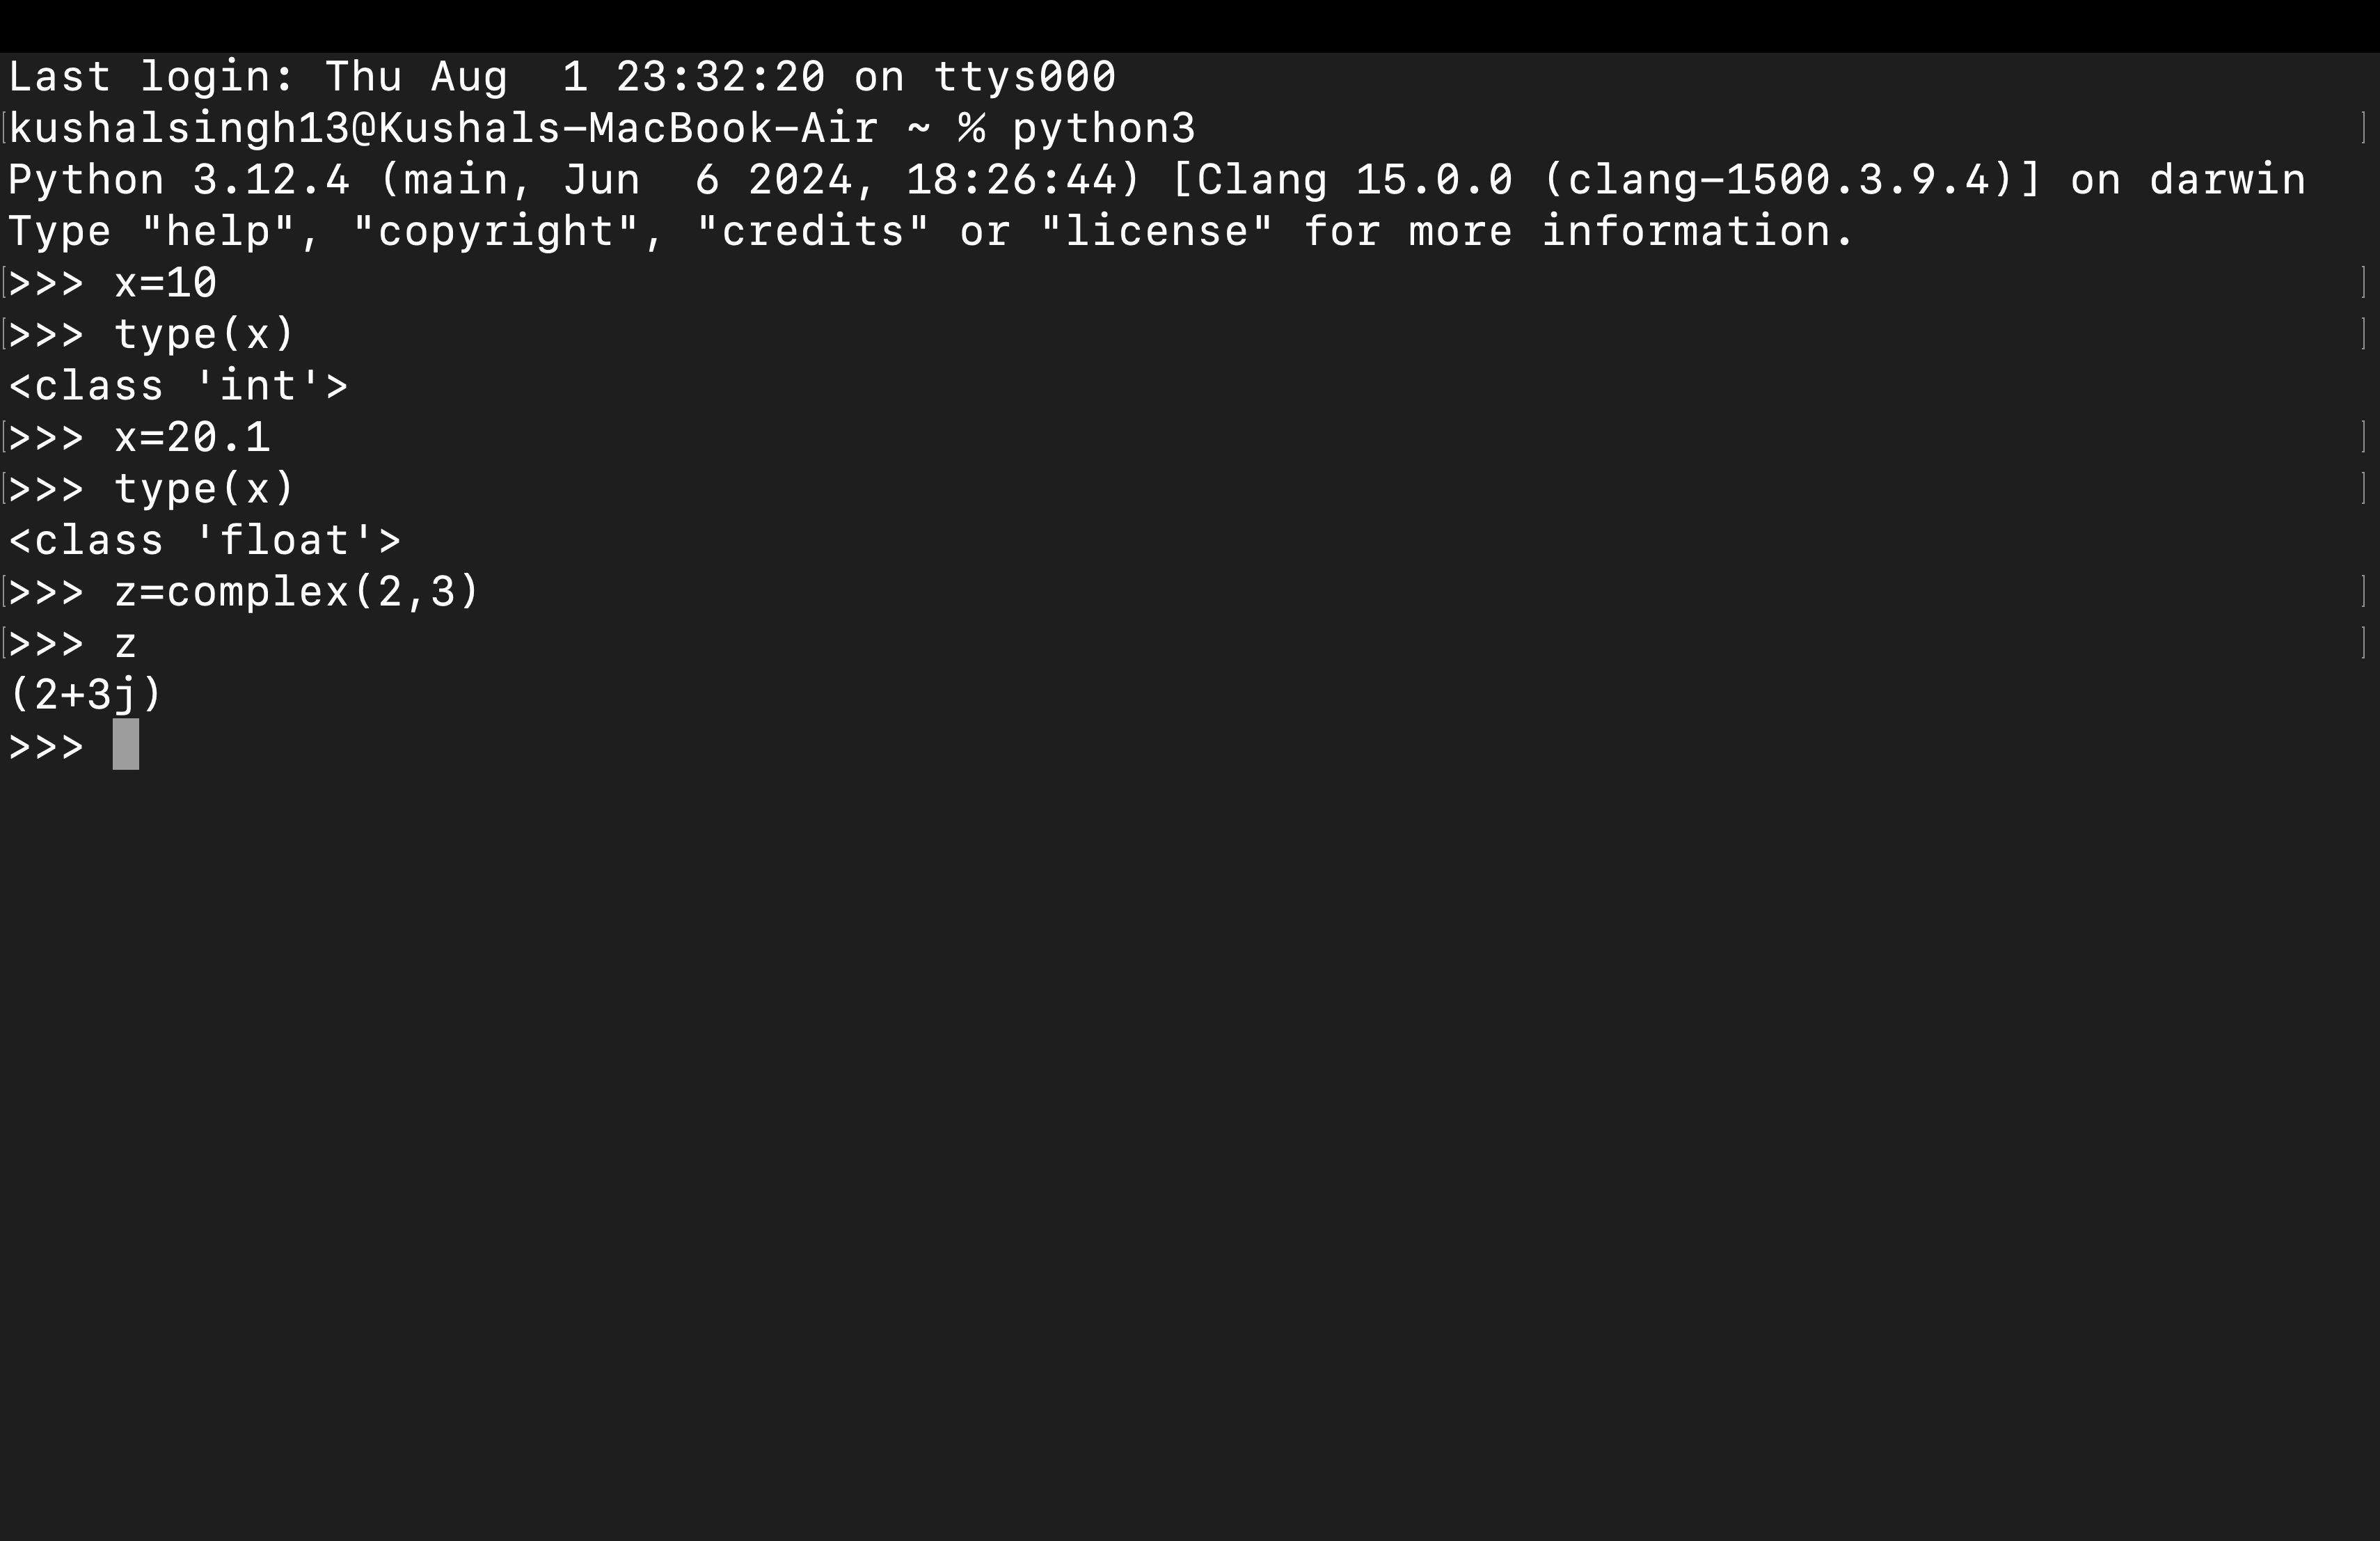 Last login: Thu Aug  1 23:32:20 on ttys000
[kushalsingh13@Kushals-MacBook-Air ~ % python3 ]
Python 3.12.4 (main, Jun  6 2024, 18:26:44) [Clang 15.0.0 (clang-1500.3.9.4)] on darwin
Type "help", "copyright", "credits" or "license" for more information.
[>>> x=10 ]
[>>> type(x) ]
<class 'int'>
[>>> x=20.1 ]
[>>> type(x) ]
<class 'float'>
[>>> z=complex(2,3) ]
[>>> z ]
(2+3j)
>>>